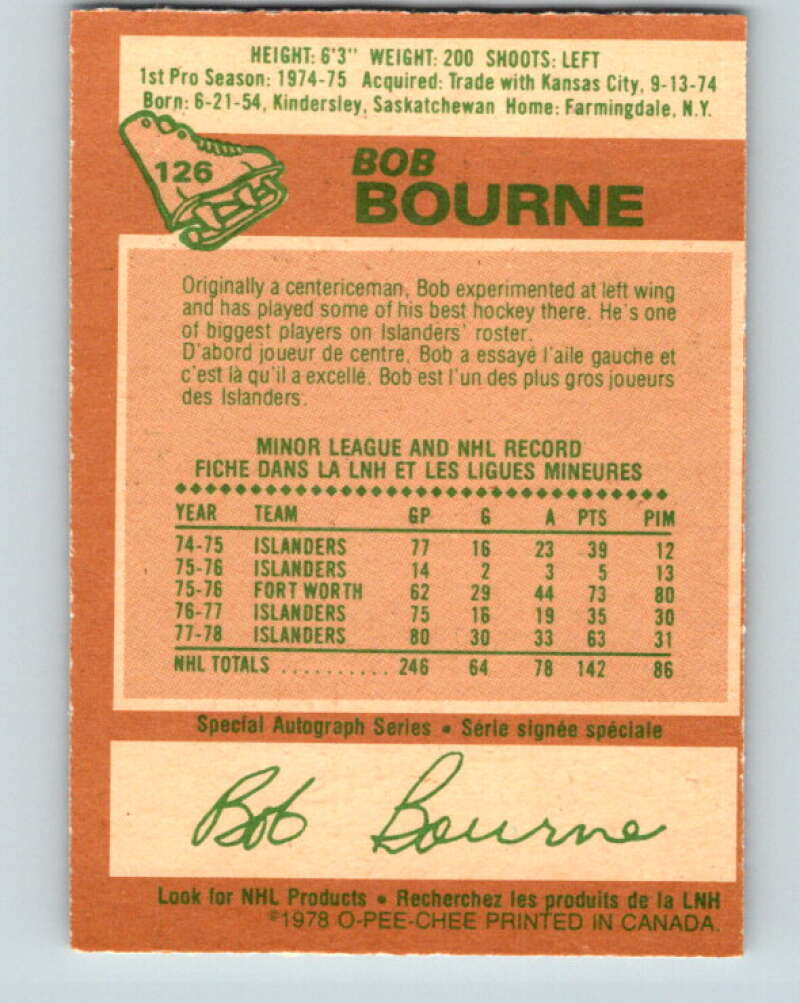 HEIGHT: 6'3" WEIGHT: 200 SHOOTS: LEFT
1st Pro Season: 1974-75 Acquired: Trade with Kansas City, 9-13-74
Born: 6-21-54, Kindersley, Saskatchewan Home: Farmingdale, N.Y.
126
BOB
BOURNE
Originally a centericeman, Bob experimented at left wing
and has played some of his best hockey there. He's one
of biggest players on Islanders' roster.
D'abord joueur de centre, Bob a essayé l'aile gauche et
c'est là qu'il a excellé. Bob est l'un des plus gros joueurs
des Islanders.
MINOR LEAGUE AND NHL RECORD
FICHE DANS LA LNH ET LES LIGUES MINEURES
YEAR TEAM GP G A PTS PIM
74-75 ISLANDERS 77 16 23 39 12
75-76 ISLANDERS 14 2 3 5 13
75-76 FORT WORTH 62 29 44 73 80
76-77 ISLANDERS 75 16 19 35 30
77-78 ISLANDERS 80 30 33 63 31
NHL TOTALS .......... 246 64 78 142 86
Special Autograph Series • Série signée spéciale
Bob Bourne
Look for NHL Products • Recherchez les produits de la LNH
©1978 O-PEE-CHEE PRINTED IN CANADA.